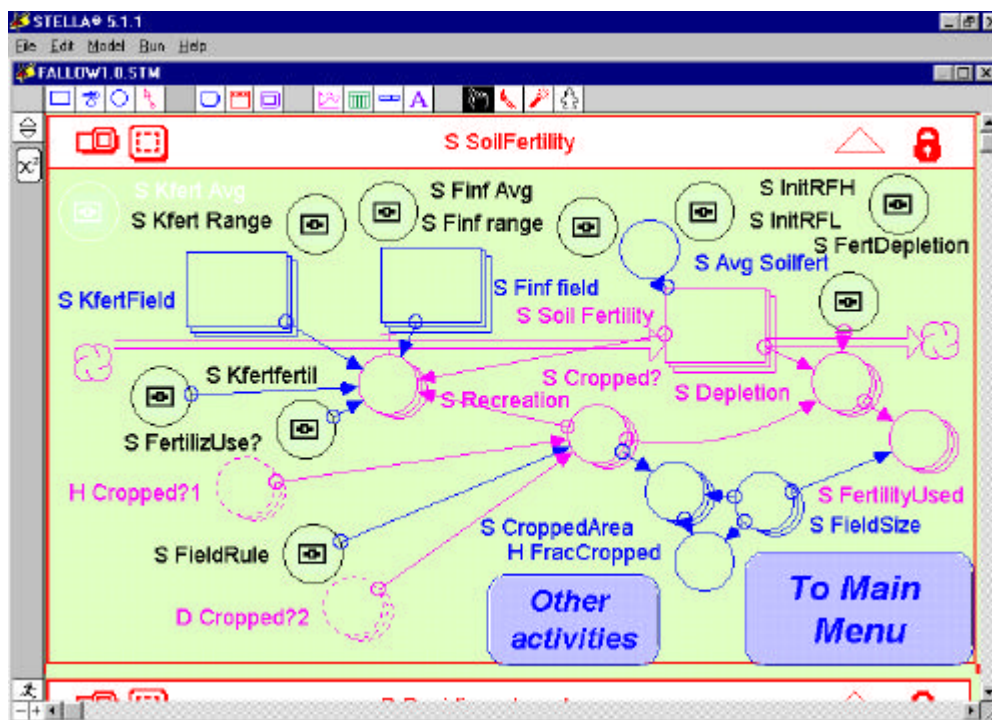 STELLA® 5.1.1
File Edit Model Run Help
FALLOW1.0.STM
A
S SoilFertility
x²
S Kfert Avg
S Kfert Range
S Finf Avg
S Finf range
S InitRFH
S InitRFL
S FertDepletion
S Avg Soilfert
S KfertField
S Finf field
S Soil Fertility
S Kfertfertil
S Cropped?
S Recreation
S Depletion
S FertilizUse?
H Cropped?1
S FertilityUsed
S CroppedArea
S FieldSize
H FracCropped
S FieldRule
D Cropped?2
Other
activities
To Main
Menu